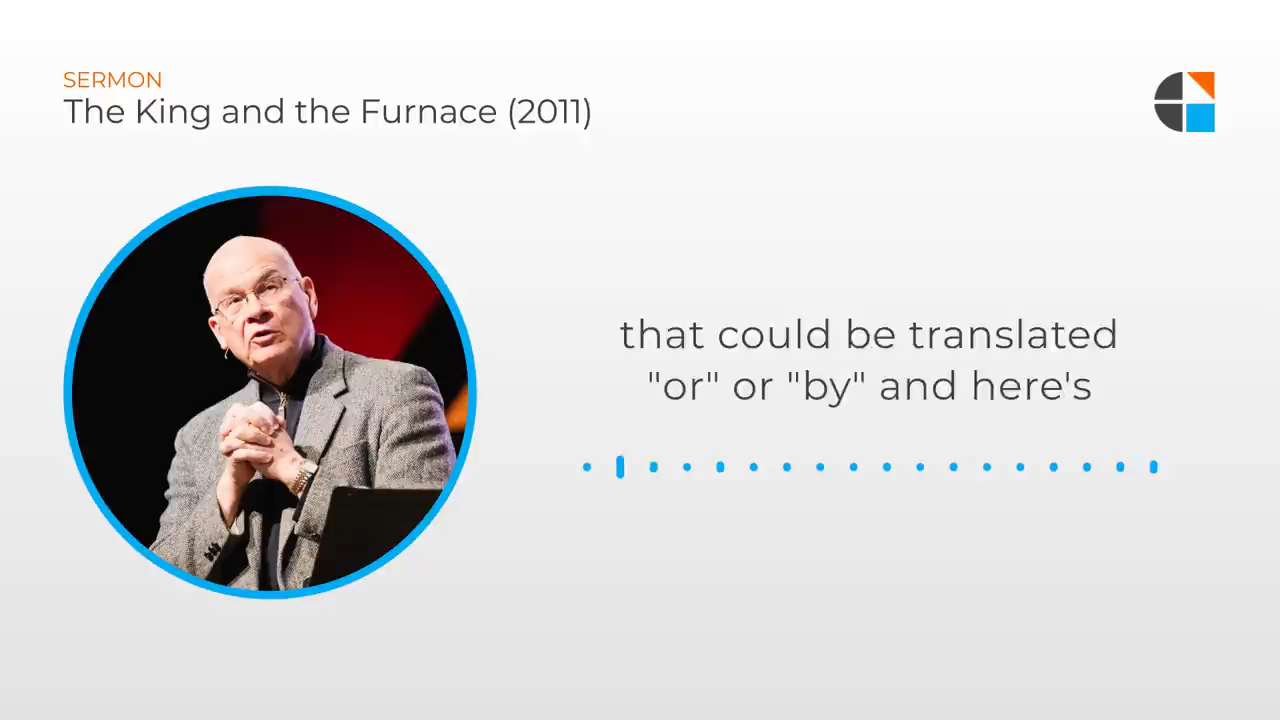 SERMON
The King and the Furnace (2011)
that could be translated
"or" or "by" and here's